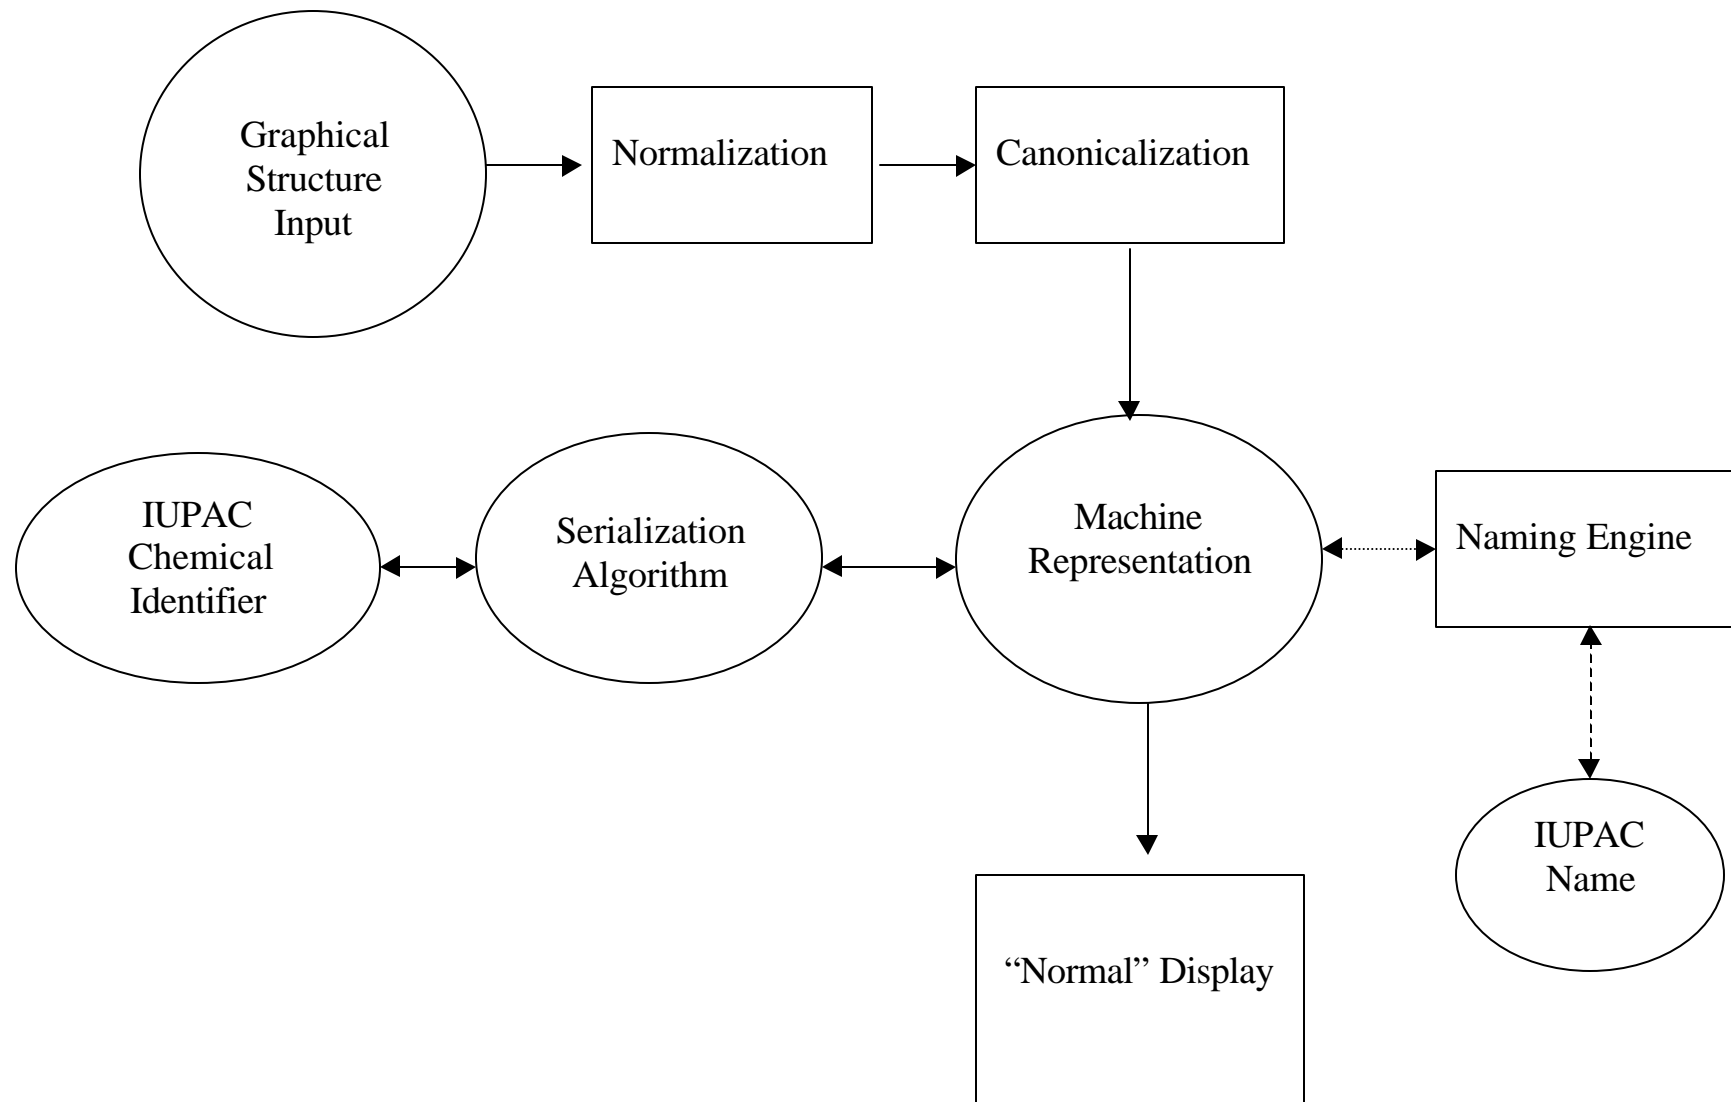 Graphical
Structure
Input
Normalization
Canonicalization
IUPAC
Chemical
Identifier
Serialization
Algorithm
Machine
Representation
Naming Engine
IUPAC
Name
“Normal” Display